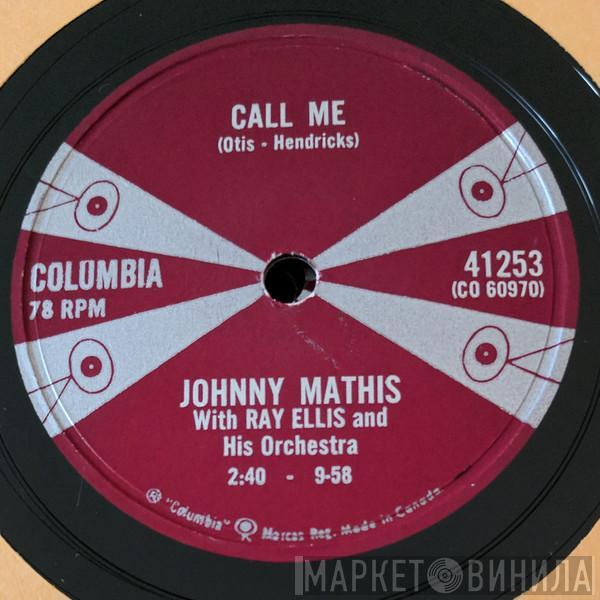 CALL ME
(Otis - Hendricks)
COLUMBIA
78 RPM
41253
(CO 60970)
JOHNNY MATHIS
With RAY ELLIS and
His Orchestra
2:40 - 9-58
® "Columbia" Marcas Reg. Made in Canada.
МАРКЕТ ВИНИЛА